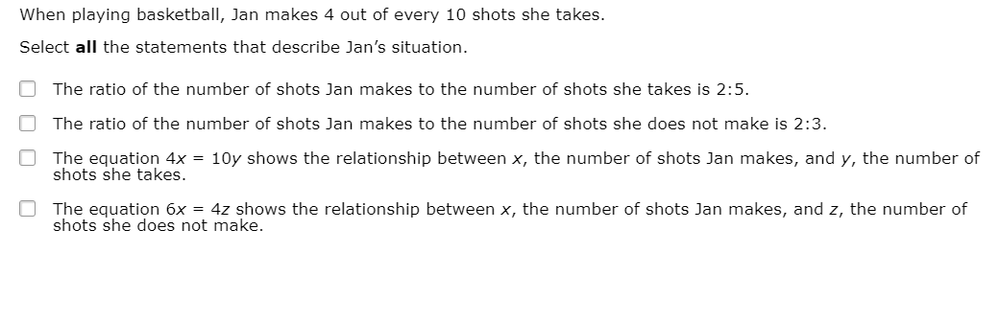 When playing basketball, Jan makes 4 out of every 10 shots she takes.
Select all the statements that describe Jan’s situation.
The ratio of the number of shots Jan makes to the number of shots she takes is 2:5.
The ratio of the number of shots Jan makes to the number of shots she does not make is 2:3.
The equation 4x = 10y shows the relationship between x, the number of shots Jan makes, and y, the number of
shots she takes.
The equation 6x = 4z shows the relationship between x, the number of shots Jan makes, and z, the number of
shots she does not make.